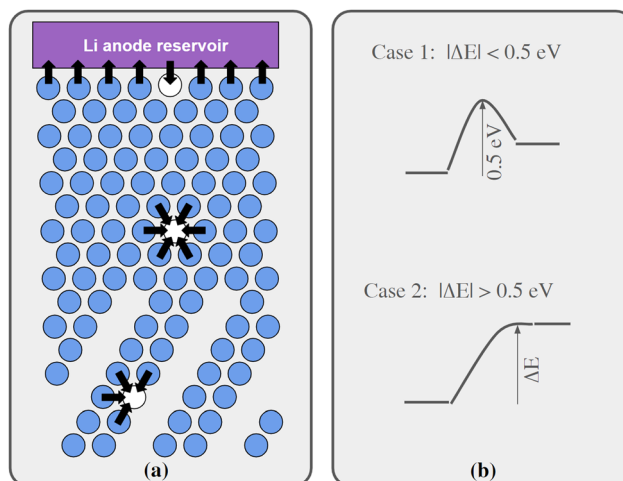 Li anode reservoir
(a)
Case 1: |ΔE| < 0.5 eV
0.5 eV
Case 2: |ΔE| > 0.5 eV
ΔE
(b)